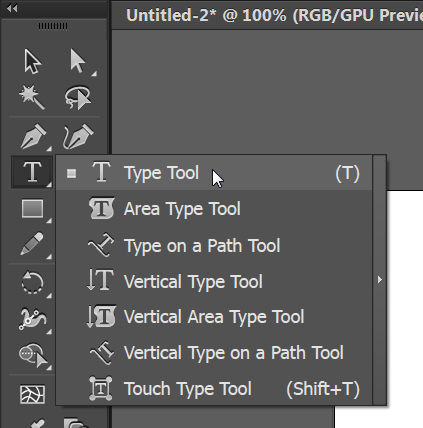 Untitled-2* @ 100% (RGB/GPU Previe
Type Tool (T)
Area Type Tool
Type on a Path Tool
Vertical Type Tool
Vertical Area Type Tool
Vertical Type on a Path Tool
Touch Type Tool (Shift+T)